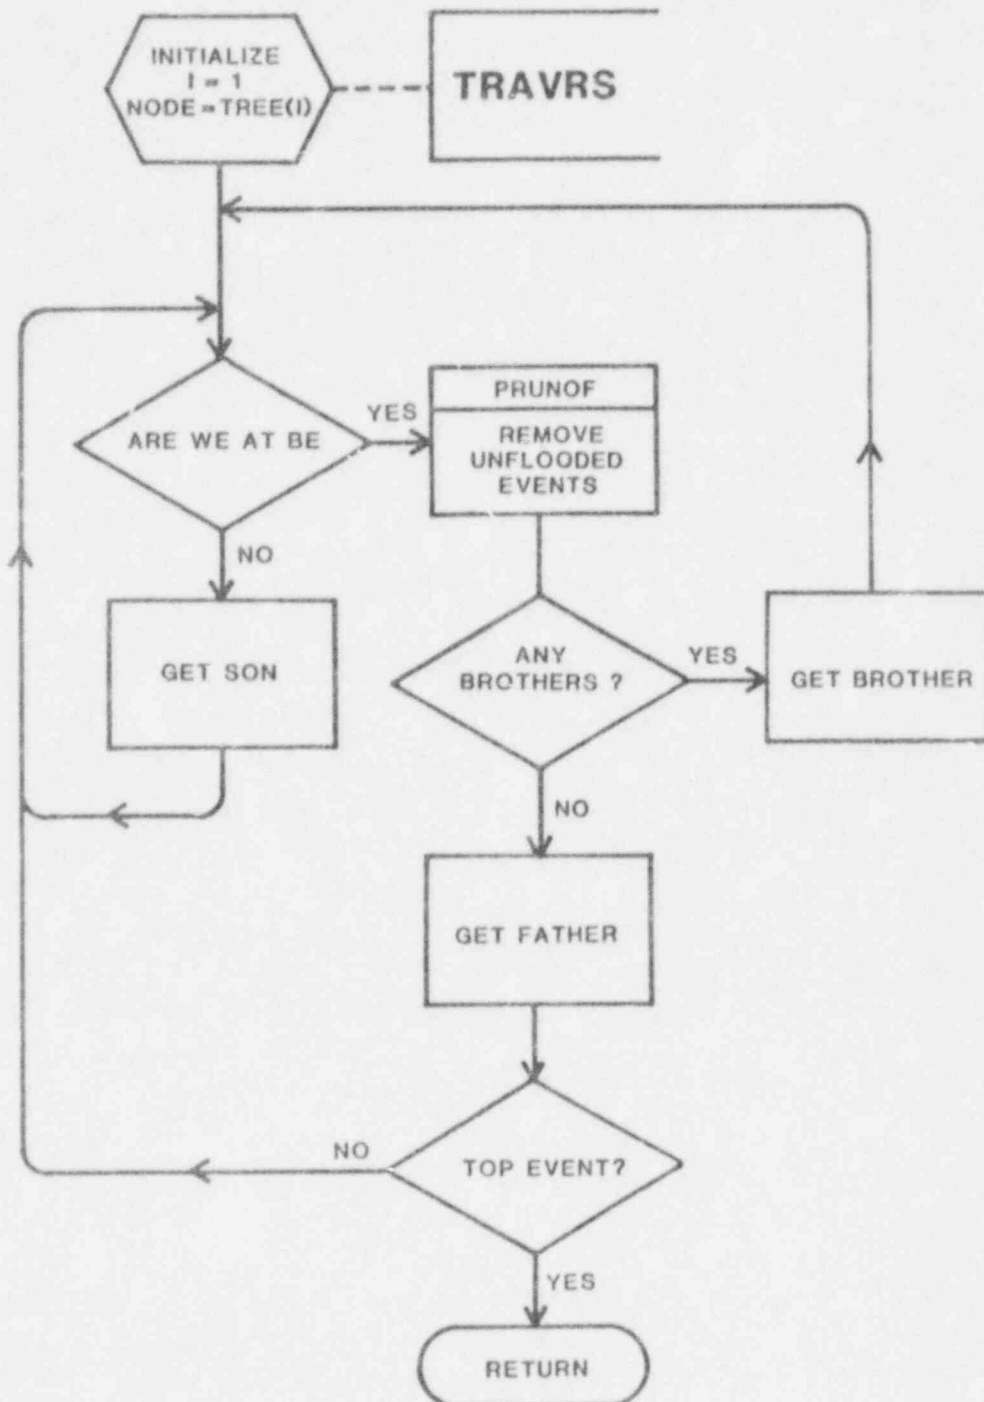 INITIALIZE
I = 1
NODE = TREE(I)
TRAVRS
ARE WE AT BE
YES
PRUNOF
REMOVE
UNFLOODED
EVENTS
NO
GET SON
ANY
BROTHERS ?
YES
GET BROTHER
NO
GET FATHER
TOP EVENT?
NO
YES
RETURN